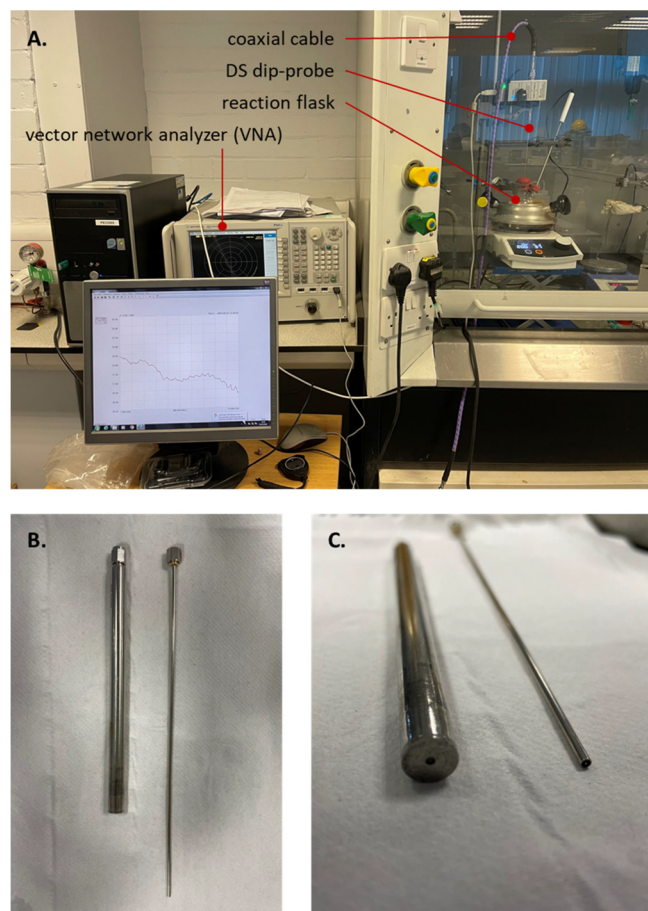 A.
coaxial cable
DS dip-probe
reaction flask
vector network analyzer (VNA)
B.
C.